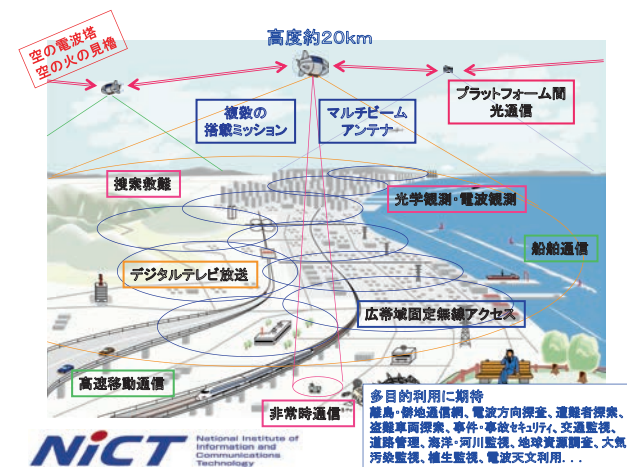 空の電波塔
空の火の見櫓
高度約20km
複数の
搭載ミッション
マルチビーム
アンテナ
プラットフォーム間
光通信
捜索救難
光学観測・電波観測
船舶通信
デジタルテレビ放送
広帯域固定無線アクセス
高速移動通信
非常時通信
多目的利用に期待
離島・僻地通信網、電波方向探査、遭難者探索、
盗難車両探索、事件・事故セキュリティ、交通監視、
道路管理、海洋・河川監視、地球資源調査、大気
汚染監視、植生監視、電波天文利用．．．
NiCT
National Institute of
Information and
Communications
Technology